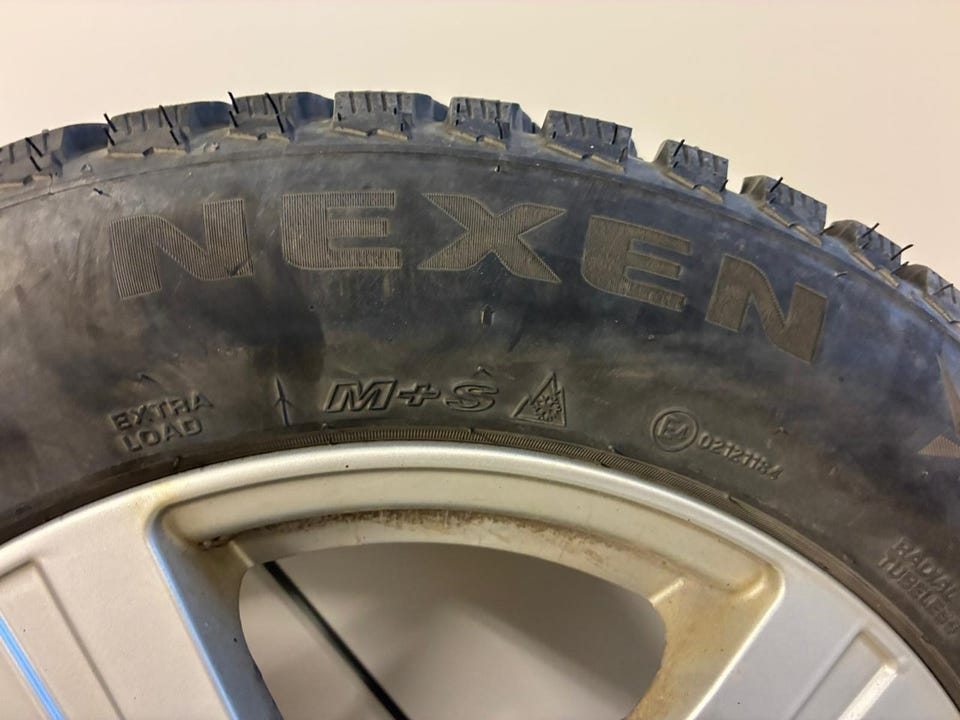 NEXEN
EXTRA
LOAD
M+S
E4 02121184
RADIAL
TUBELESS